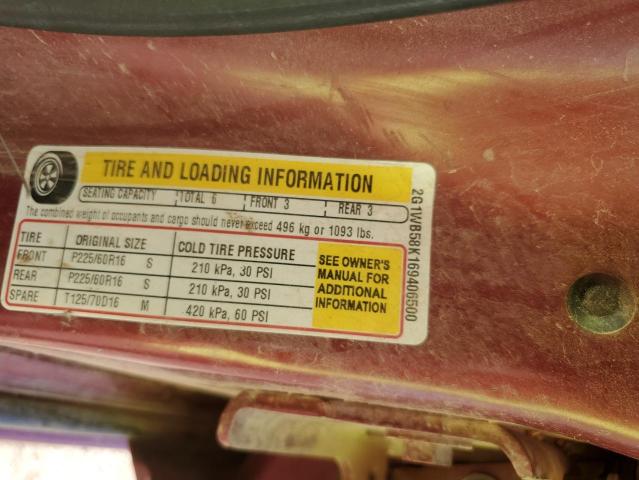 TIRE AND LOADING INFORMATION
SEATING CAPACITY TOTAL 6 FRONT 3 REAR 3
The combined weight of occupants and cargo should never exceed 496 kg or 1093 lbs.
TIRE ORIGINAL SIZE COLD TIRE PRESSURE
FRONT P225/60R16 S 210 kPa, 30 PSI
REAR P225/60R16 S 210 kPa, 30 PSI
SPARE T125/70D16 M 420 kPa, 60 PSI
SEE OWNER'S
MANUAL FOR
ADDITIONAL
INFORMATION
2G1WB58K169406500